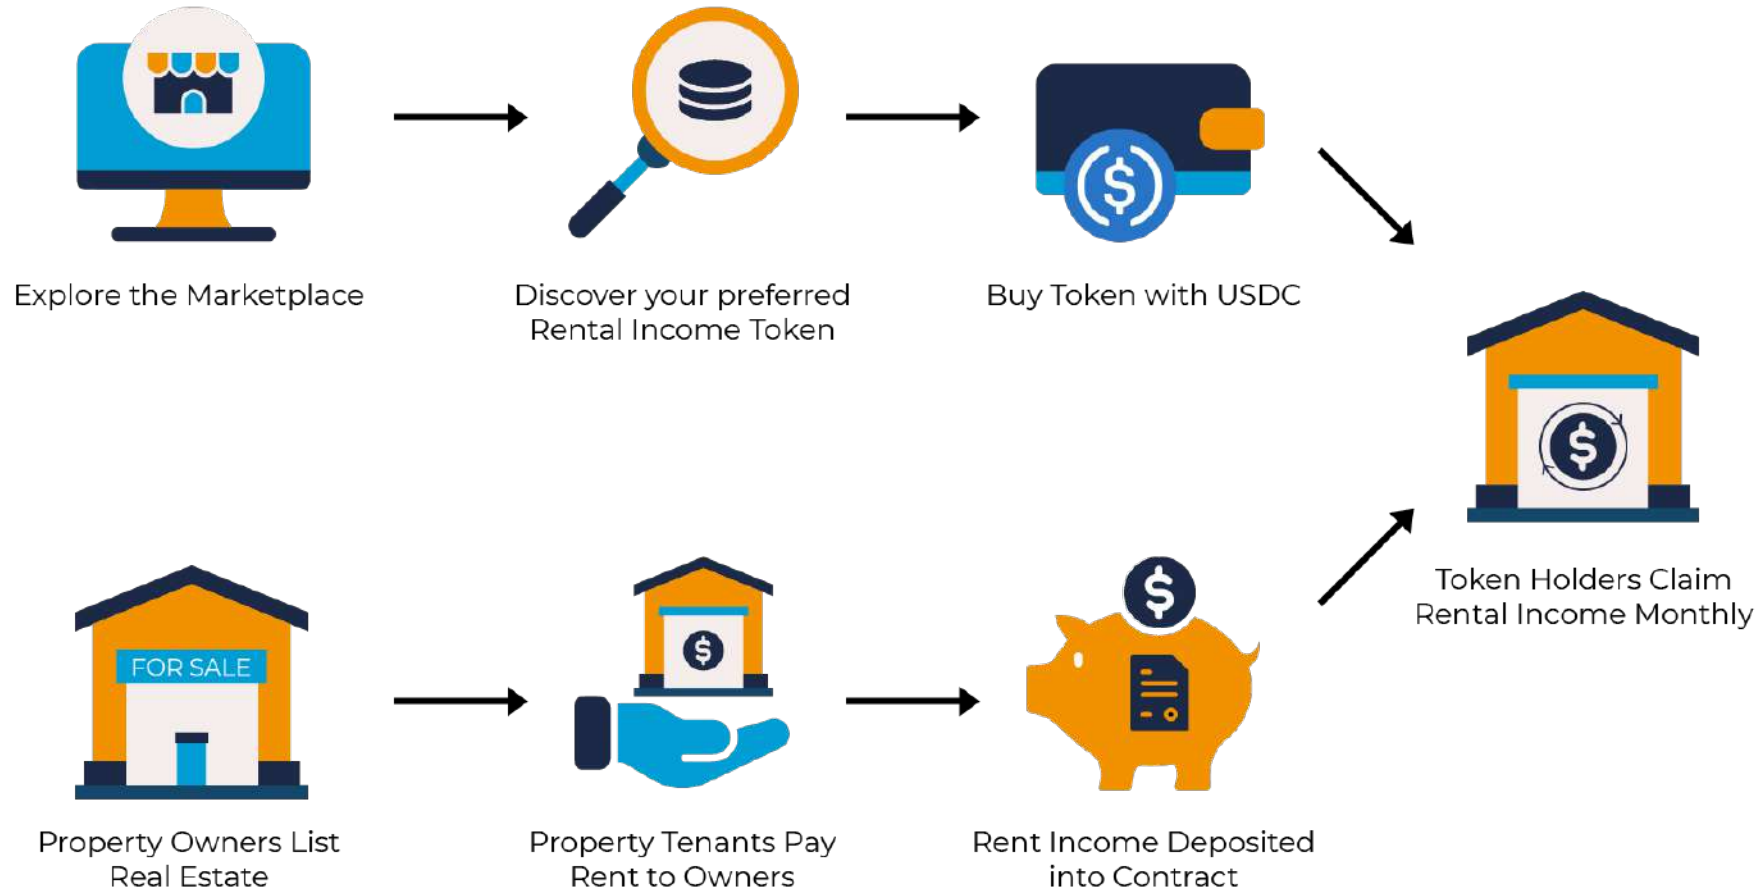 Explore the Marketplace
Discover your preferred
Rental Income Token
Buy Token with USDC
Token Holders Claim
Rental Income Monthly
FOR SALE
Property Owners List
Real Estate
Property Tenants Pay
Rent to Owners
Rent Income Deposited
into Contract